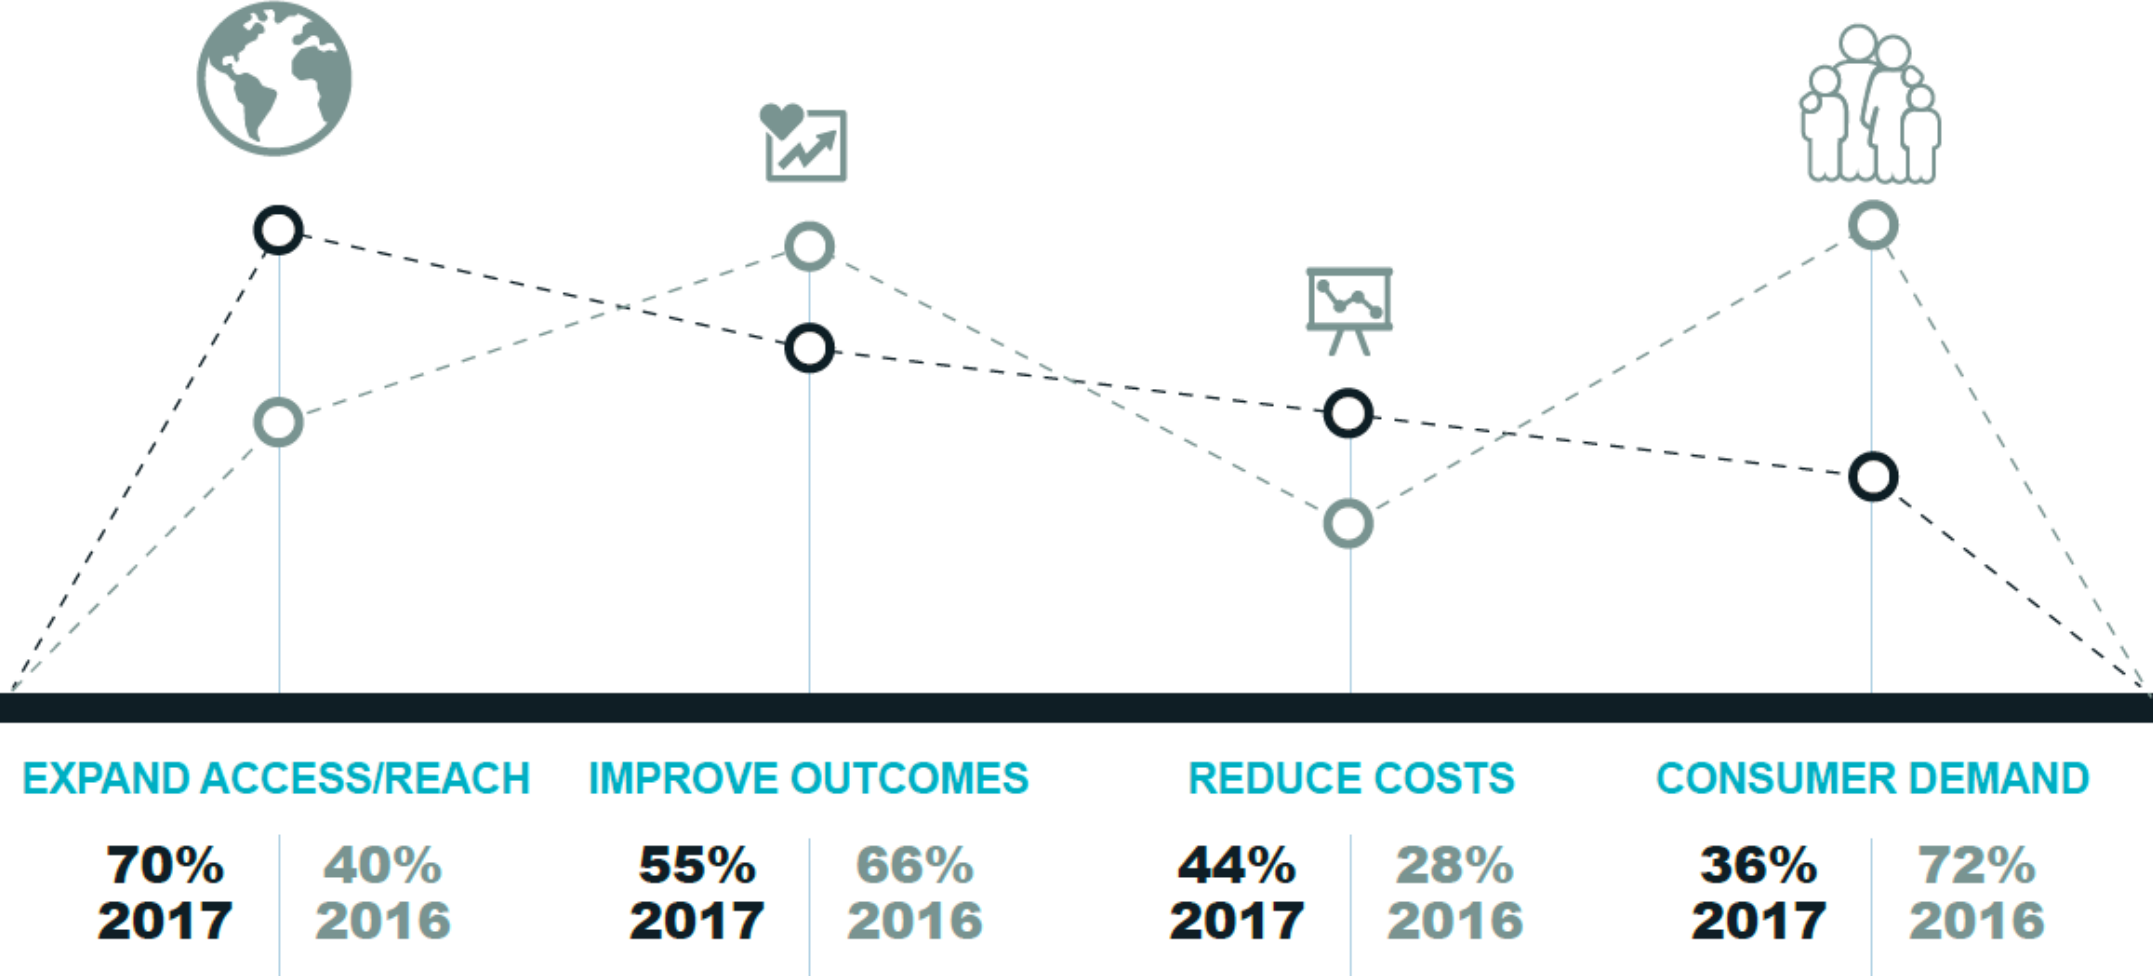 EXPAND ACCESS/REACH
70% 40%
2017 2016
IMPROVE OUTCOMES
55% 66%
2017 2016
REDUCE COSTS
44% 28%
2017 2016
CONSUMER DEMAND
36% 72%
2017 2016